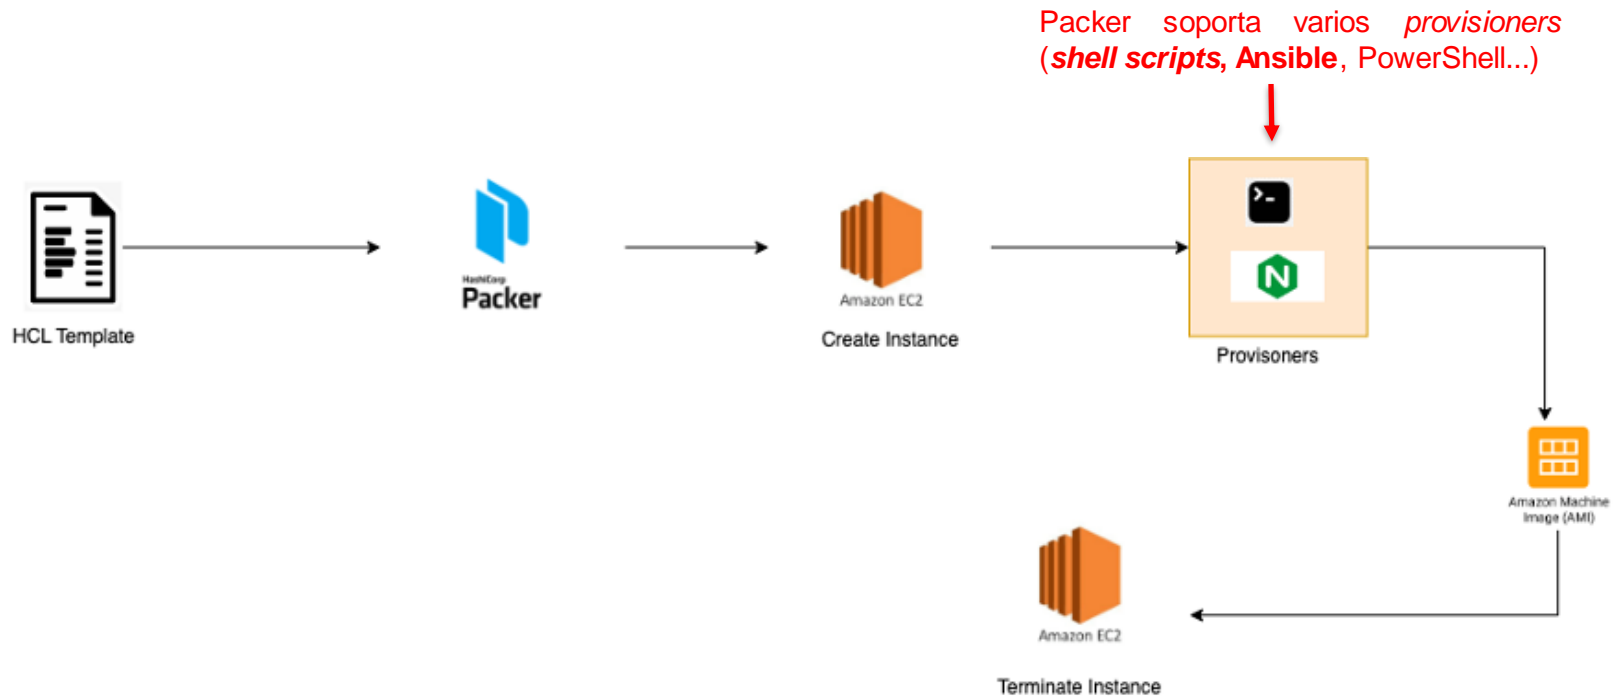 Packer soporta varios provisioners
(shell scripts, Ansible, PowerShell...)
HCL Template
HashiCorp
Packer
Amazon EC2
Create Instance
>-
N
Provisoners
Amazon Machine
Image (AMI)
Amazon EC2
Terminate Instance